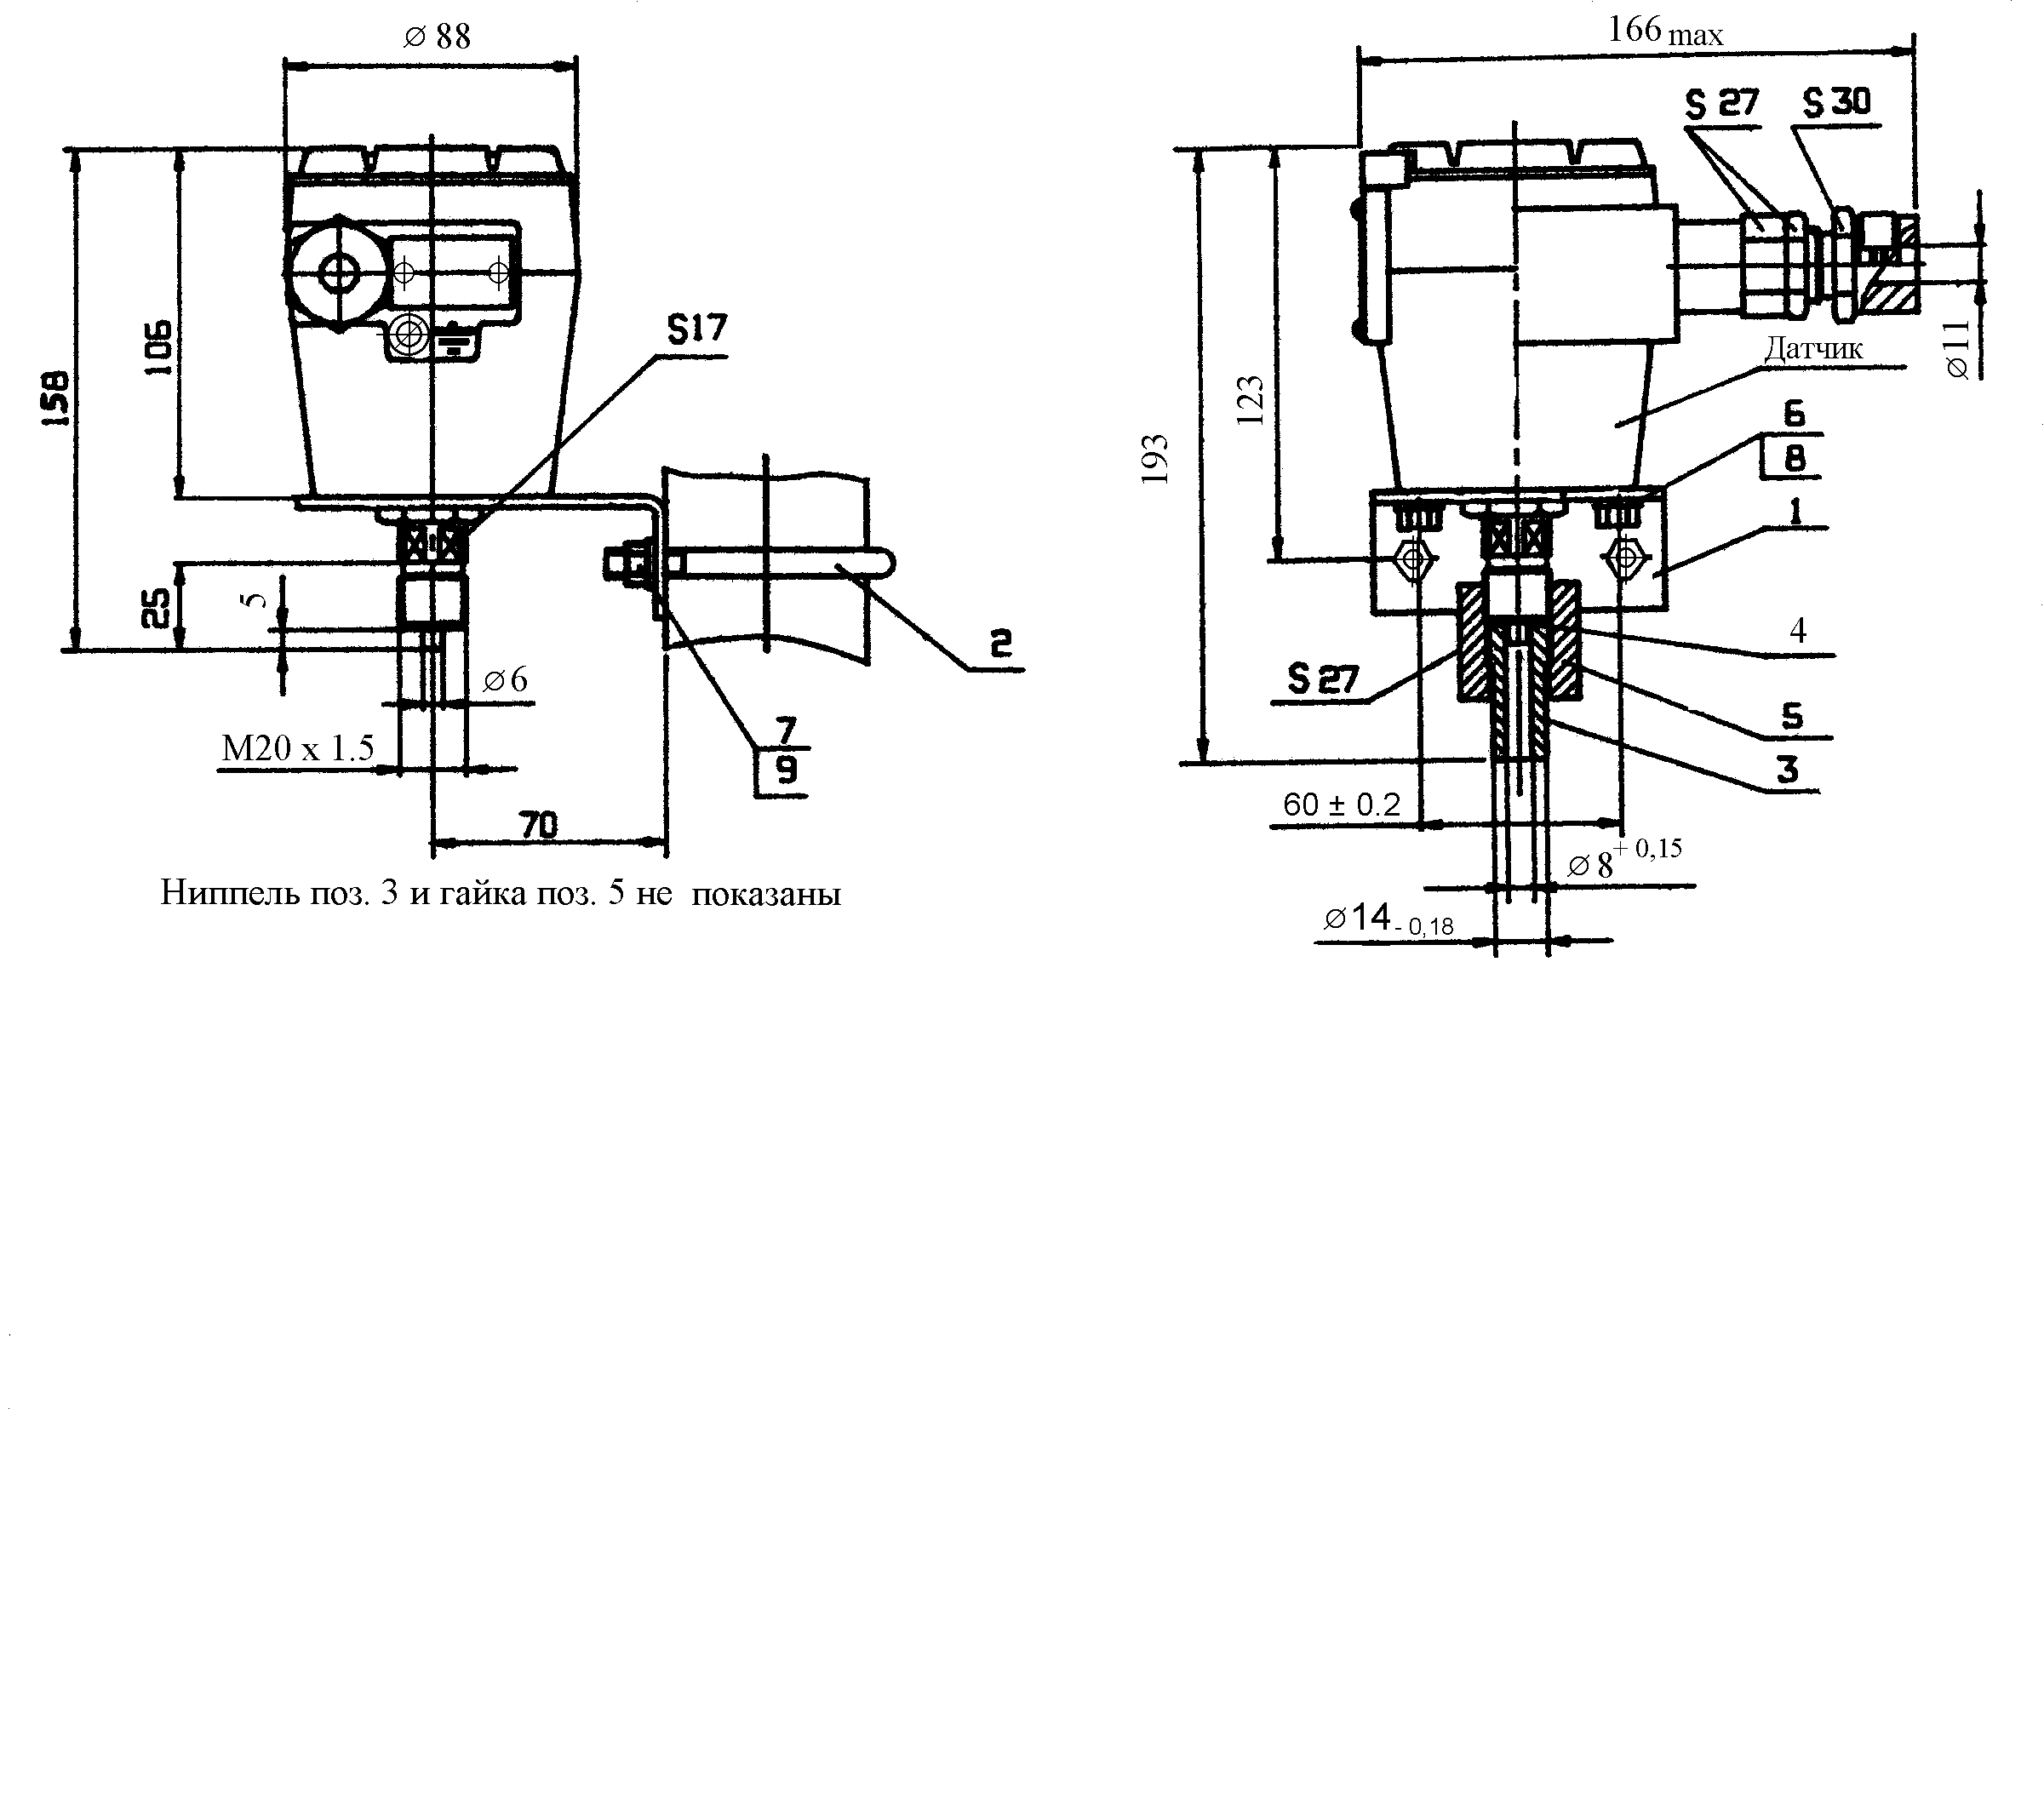 ⌀ 88
158
106
S17
25
5
⌀ 6
M20 x 1.5
70
2
7
9
Ниппель поз. 3 и гайка поз. 5 не показаны
166 max
S 27
S 30
⌀ 11
Датчик
6
8
1
123
193
4
S 27
5
3
60 ± 0.2
⌀ 8 + 0,15
⌀ 14 - 0,18